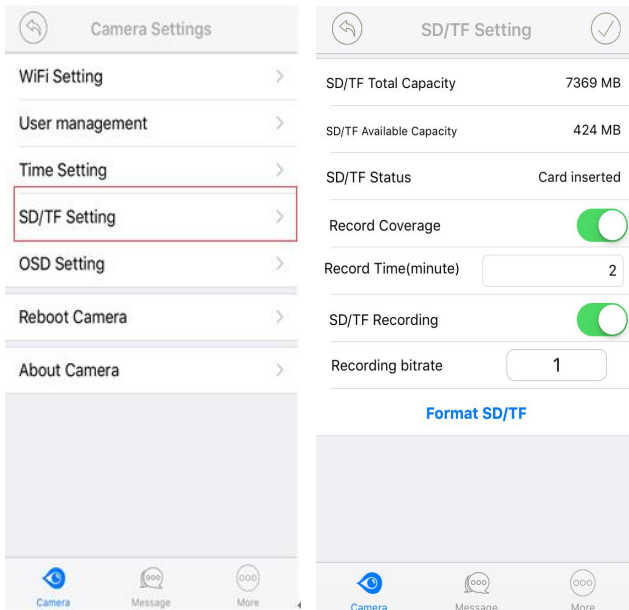 Camera Settings
WiFi Setting
User management
Time Setting
SD/TF Setting
OSD Setting
Reboot Camera
About Camera
Camera
Message
More
SD/TF Setting
SD/TF Total Capacity 7369 MB
SD/TF Available Capacity 424 MB
SD/TF Status Card inserted
Record Coverage
Record Time(minute) 2
SD/TF Recording
Recording bitrate 1
Format SD/TF
Camera
Message
More